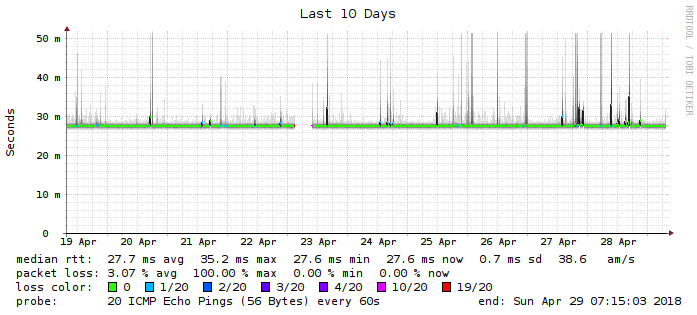 Last 10 Days
RRDTOOL / TOBI OETIKER
Seconds
50 m
40 m
30 m
20 m
10 m
0
19 Apr 20 Apr 21 Apr 22 Apr 23 Apr 24 Apr 25 Apr 26 Apr 27 Apr 28 Apr
median rtt: 27.7 ms avg 35.2 ms max 27.6 ms min 27.6 ms now 0.7 ms sd 38.6 am/s
packet loss: 3.07 % avg 100.00 % max 0.00 % min 0.00 % now
loss color: 0 1/20 2/20 3/20 4/20 10/20 19/20
probe: 20 ICMP Echo Pings (56 Bytes) every 60s end: Sun Apr 29 07:15:03 2018